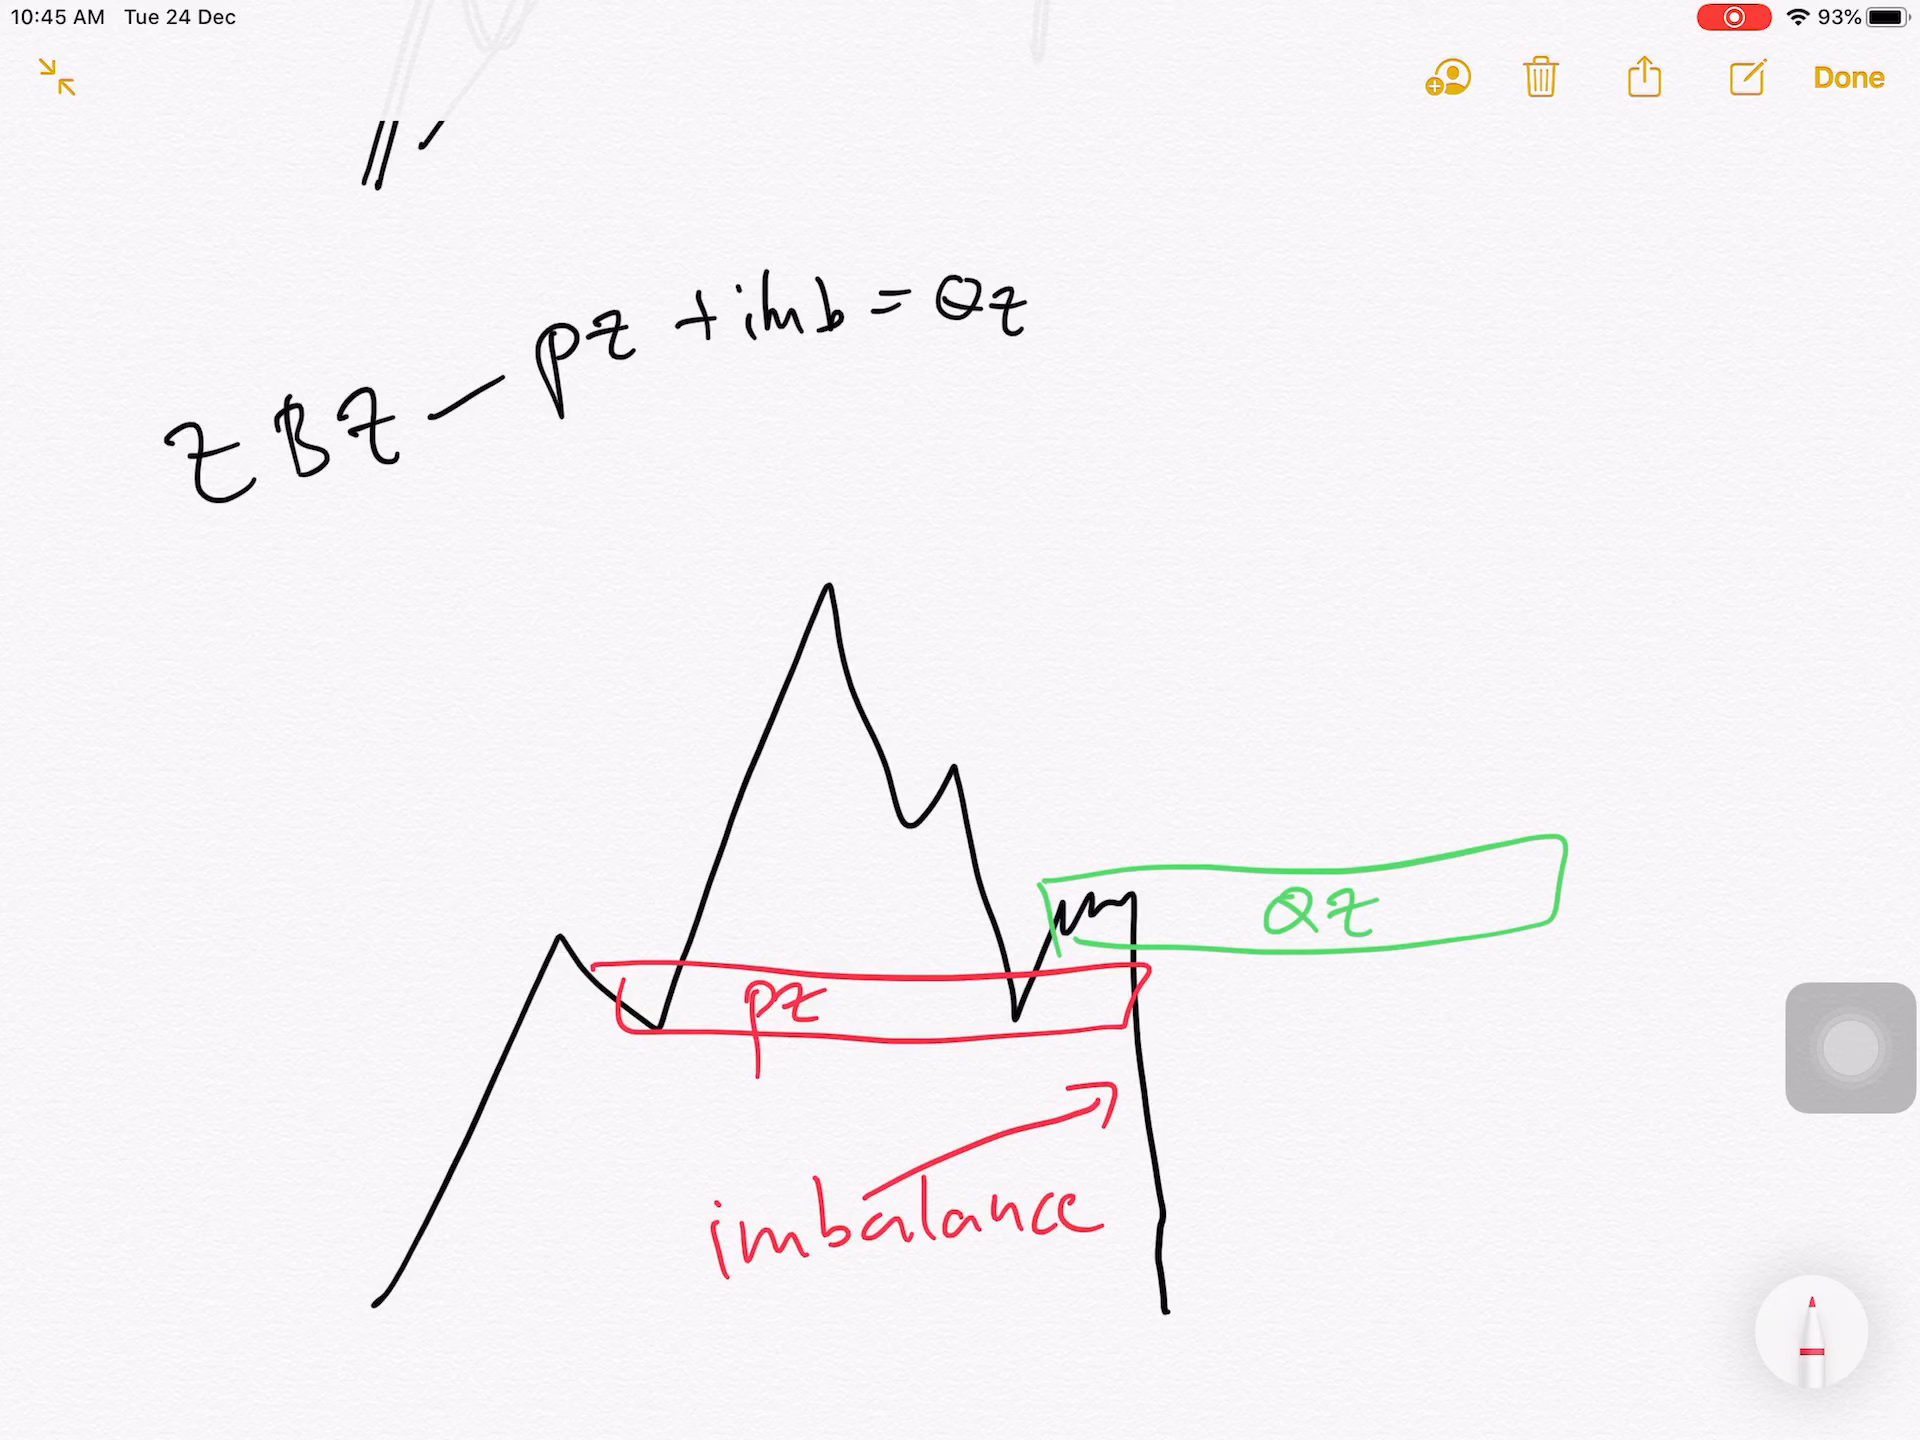 10:45 AM Tue 24 Dec
93%
Done
ZBZ - PZ + imb = QZ
QZ
PZ
imbalance